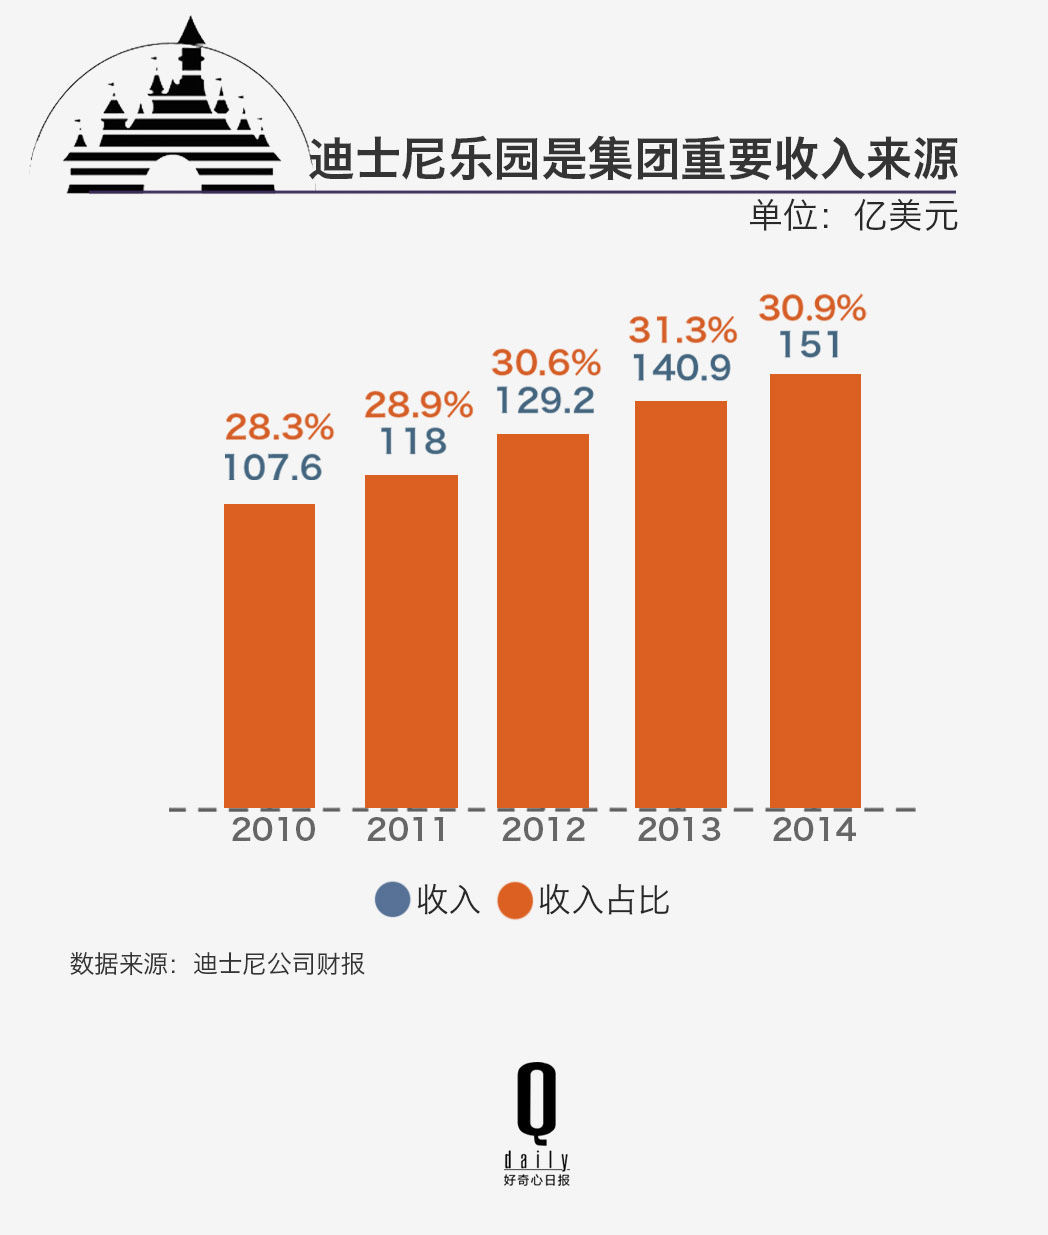 迪士尼乐园是集团重要收入来源
单位：亿美元
28.3%
107.6
28.9%
118
30.6%
129.2
31.3%
140.9
30.9%
151
2010 2011 2012 2013 2014
收入 收入占比
数据来源：迪士尼公司财报
Q
daily
好奇心日报